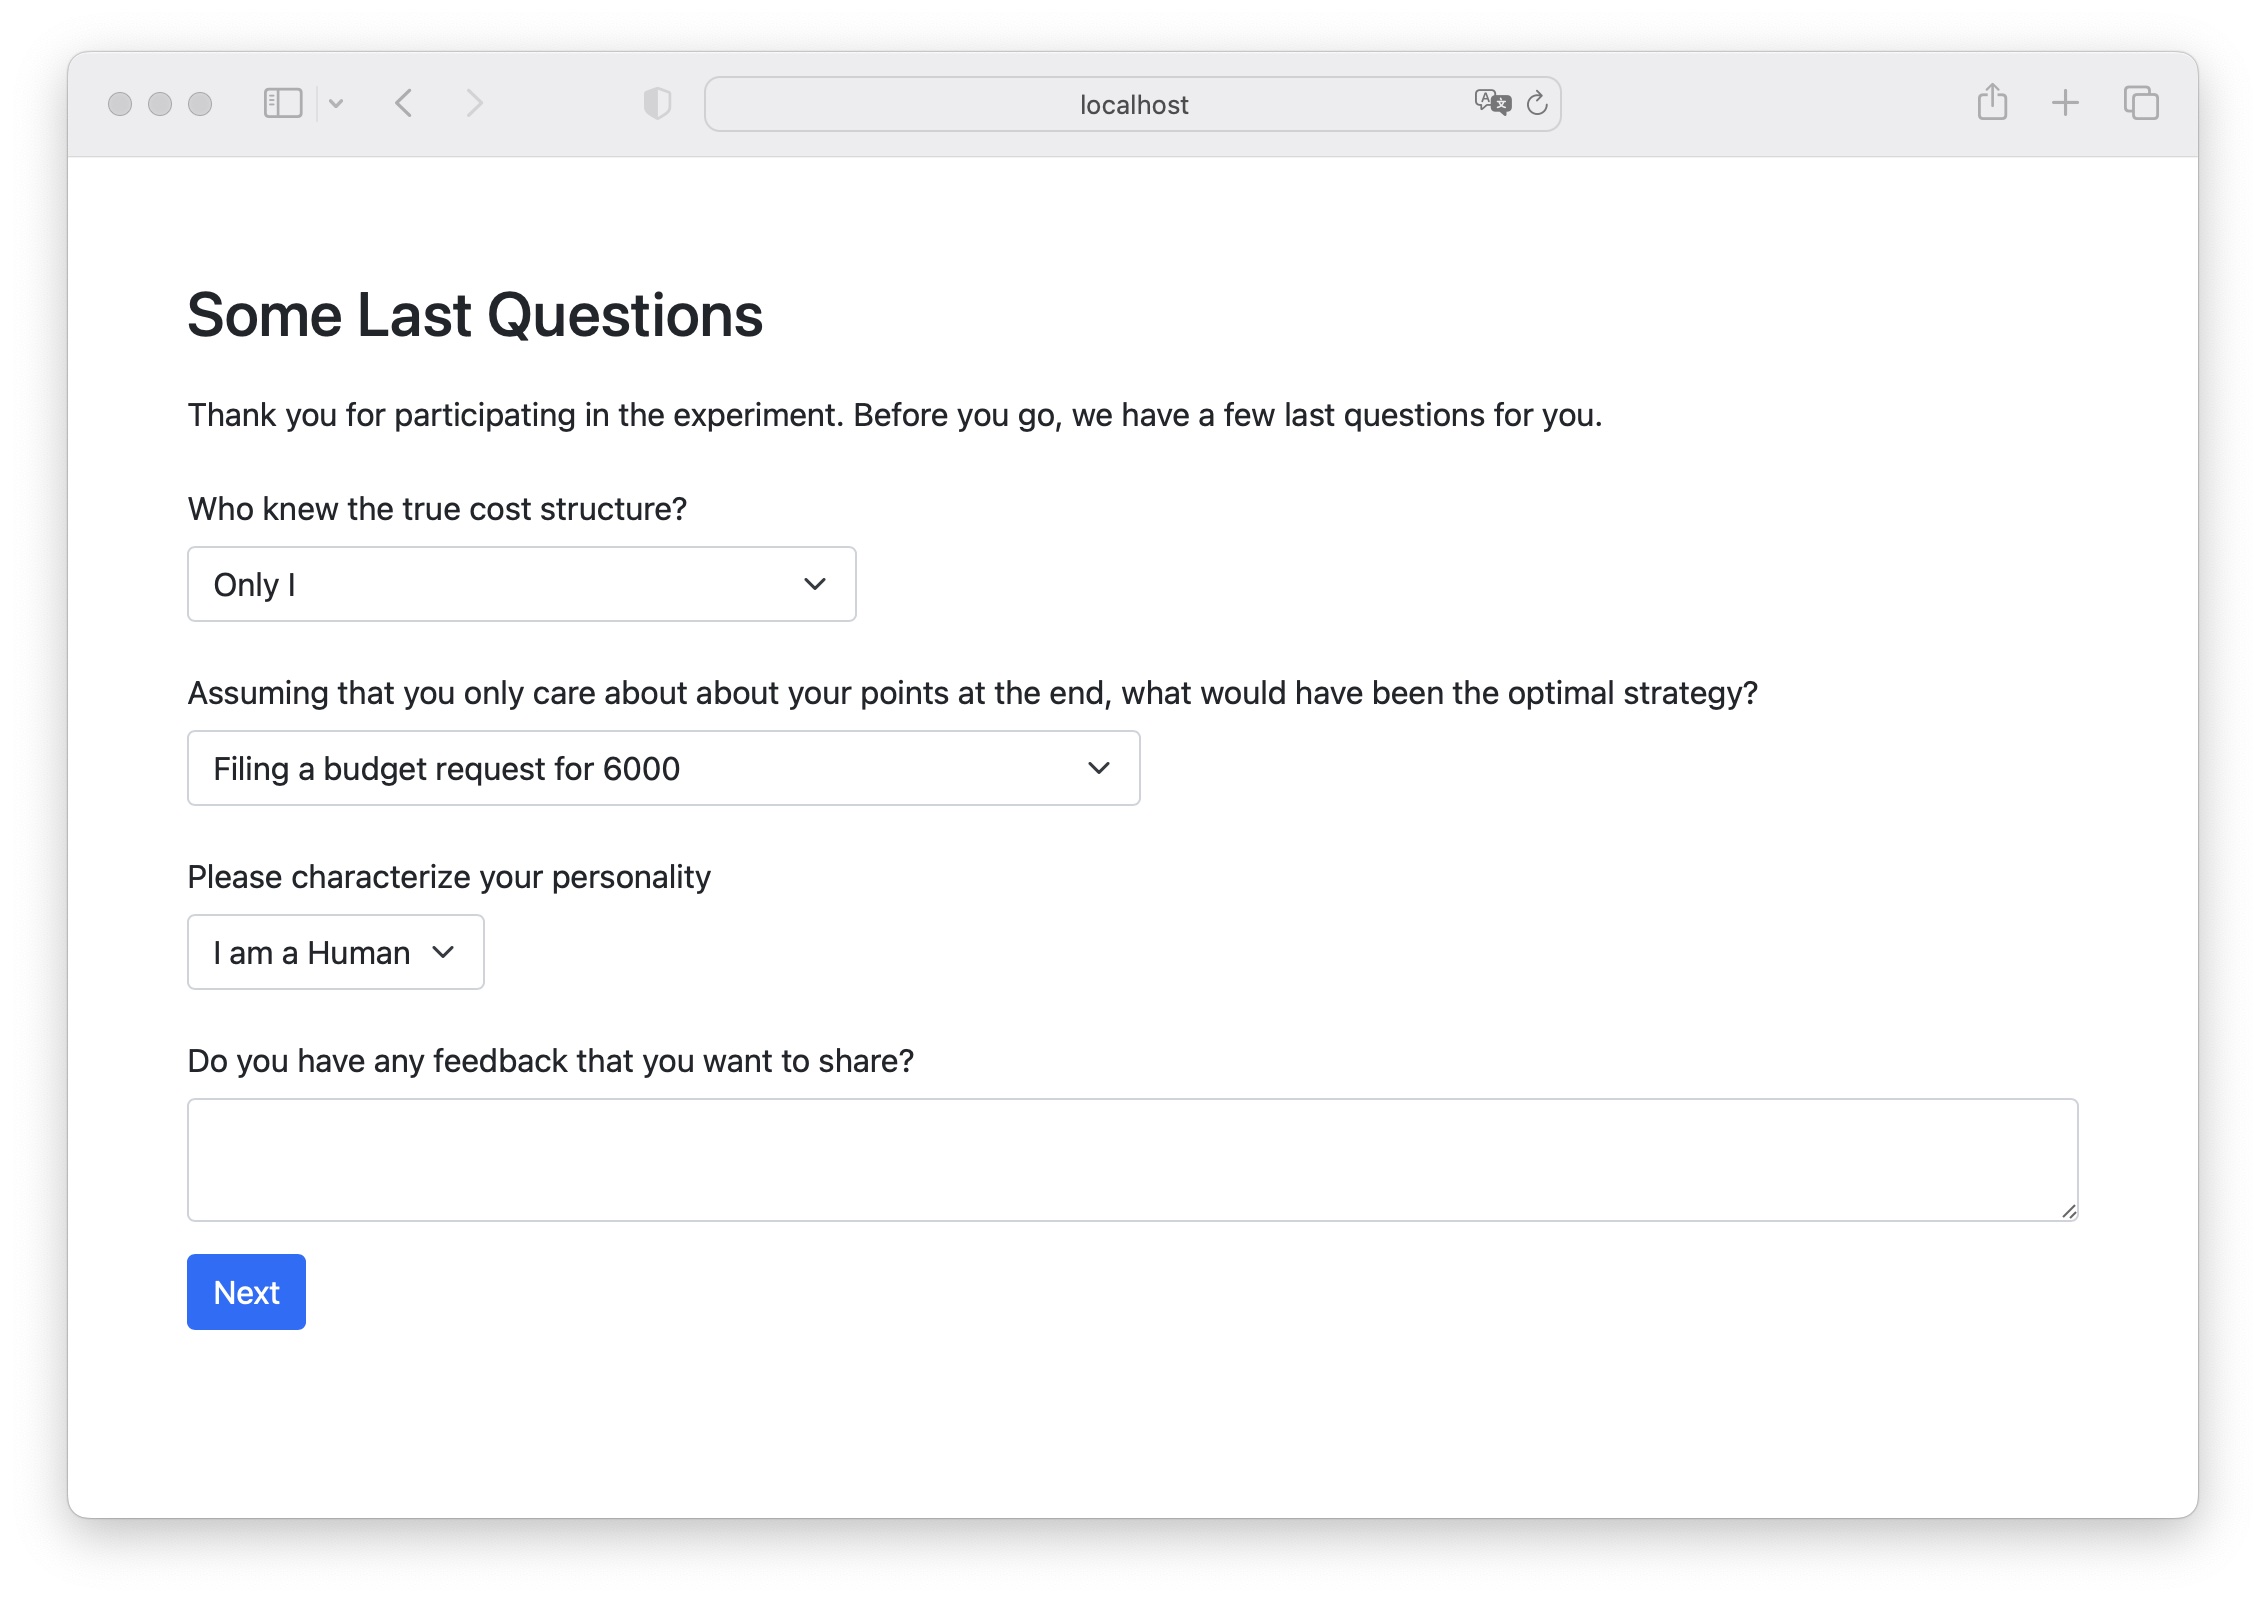 localhost
Some Last Questions
Thank you for participating in the experiment. Before you go, we have a few last questions for you.
Who knew the true cost structure?
Only I
Assuming that you only care about about your points at the end, what would have been the optimal strategy?
Filing a budget request for 6000
Please characterize your personality
I am a Human
Do you have any feedback that you want to share?
Next